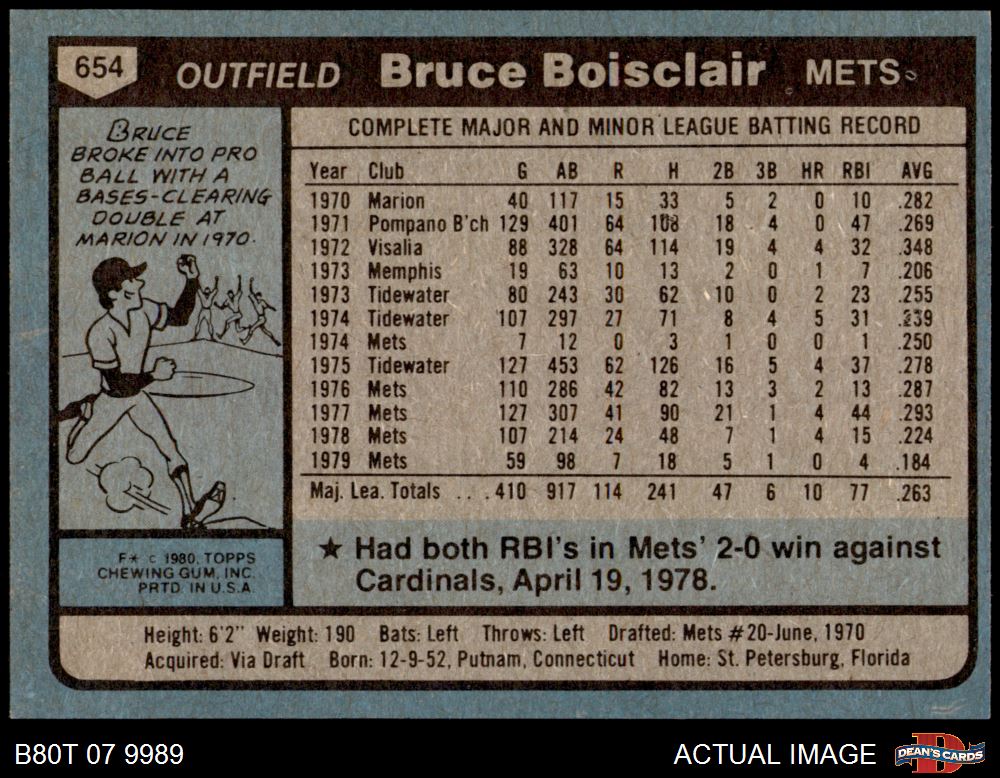 654 OUTFIELD Bruce Boisclair METS
BRUCE
BROKE INTO PRO
BALL WITH A
BASES-CLEARING
DOUBLE AT
MARION IN 1970.
COMPLETE MAJOR AND MINOR LEAGUE BATTING RECORD
Year Club G AB R H 2B 3B HR RBI AVG
1970 Marion 40 117 15 33 5 2 0 10 .282
1971 Pompano B'ch 129 401 64 108 18 4 0 47 .269
1972 Visalia 88 328 64 114 19 4 4 32 .348
1973 Memphis 19 63 10 13 2 0 1 7 .206
1973 Tidewater 80 243 30 62 10 0 2 23 .255
1974 Tidewater 107 297 27 71 8 4 5 31 .239
1974 Mets 7 12 0 3 1 0 0 1 .250
1975 Tidewater 127 453 62 126 16 5 4 37 .278
1976 Mets 110 286 42 82 13 3 2 13 .287
1977 Mets 127 307 41 90 21 1 4 44 .293
1978 Mets 107 214 24 48 7 1 4 15 .224
1979 Mets 59 98 7 18 5 1 0 4 .184
Maj. Lea. Totals . . . 410 917 114 241 47 6 10 77 .263
★ Had both RBI's in Mets' 2-0 win against
Cardinals, April 19, 1978.
F* © 1980, TOPPS
CHEWING GUM, INC.
PRTD. IN U.S.A.
Height: 6'2" Weight: 190 Bats: Left Throws: Left Drafted: Mets #20-June, 1970
Acquired: Via Draft Born: 12-9-52, Putnam, Connecticut Home: St. Petersburg, Florida
B80T 07 9989 ACTUAL IMAGE
DEAN'S CARDS